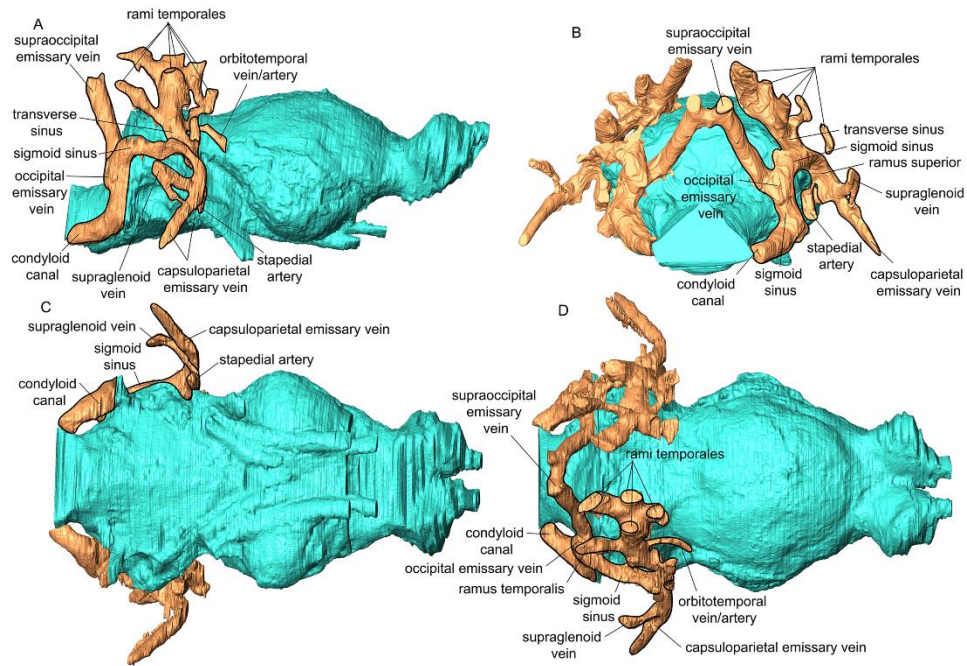 A
rami temporales
supraoccipital
emissary vein
orbitotemporal
vein/artery
transverse
sinus
sigmoid sinus
occipital
emissary
vein
condyloid
canal
supraglenoid
vein
capsuloparietal
emissary vein
stapedial
artery
B
supraoccipital
emissary vein
rami temporales
transverse sinus
sigmoid sinus
ramus superior
occipital
emissary
vein
supraglenoid
vein
stapedial
artery
condyloid
canal
sigmoid
sinus
capsuloparietal
emissary vein
C
supraglenoid vein
capsuloparietal emissary vein
sigmoid
sinus
stapedial artery
condyloid
canal
D
supraoccipital
emissary
vein
rami temporales
condyloid
canal
occipital emissary vein
ramus temporalis
sigmoid
sinus
orbitotemporal
vein/artery
supraglenoid
vein
capsuloparietal emissary vein